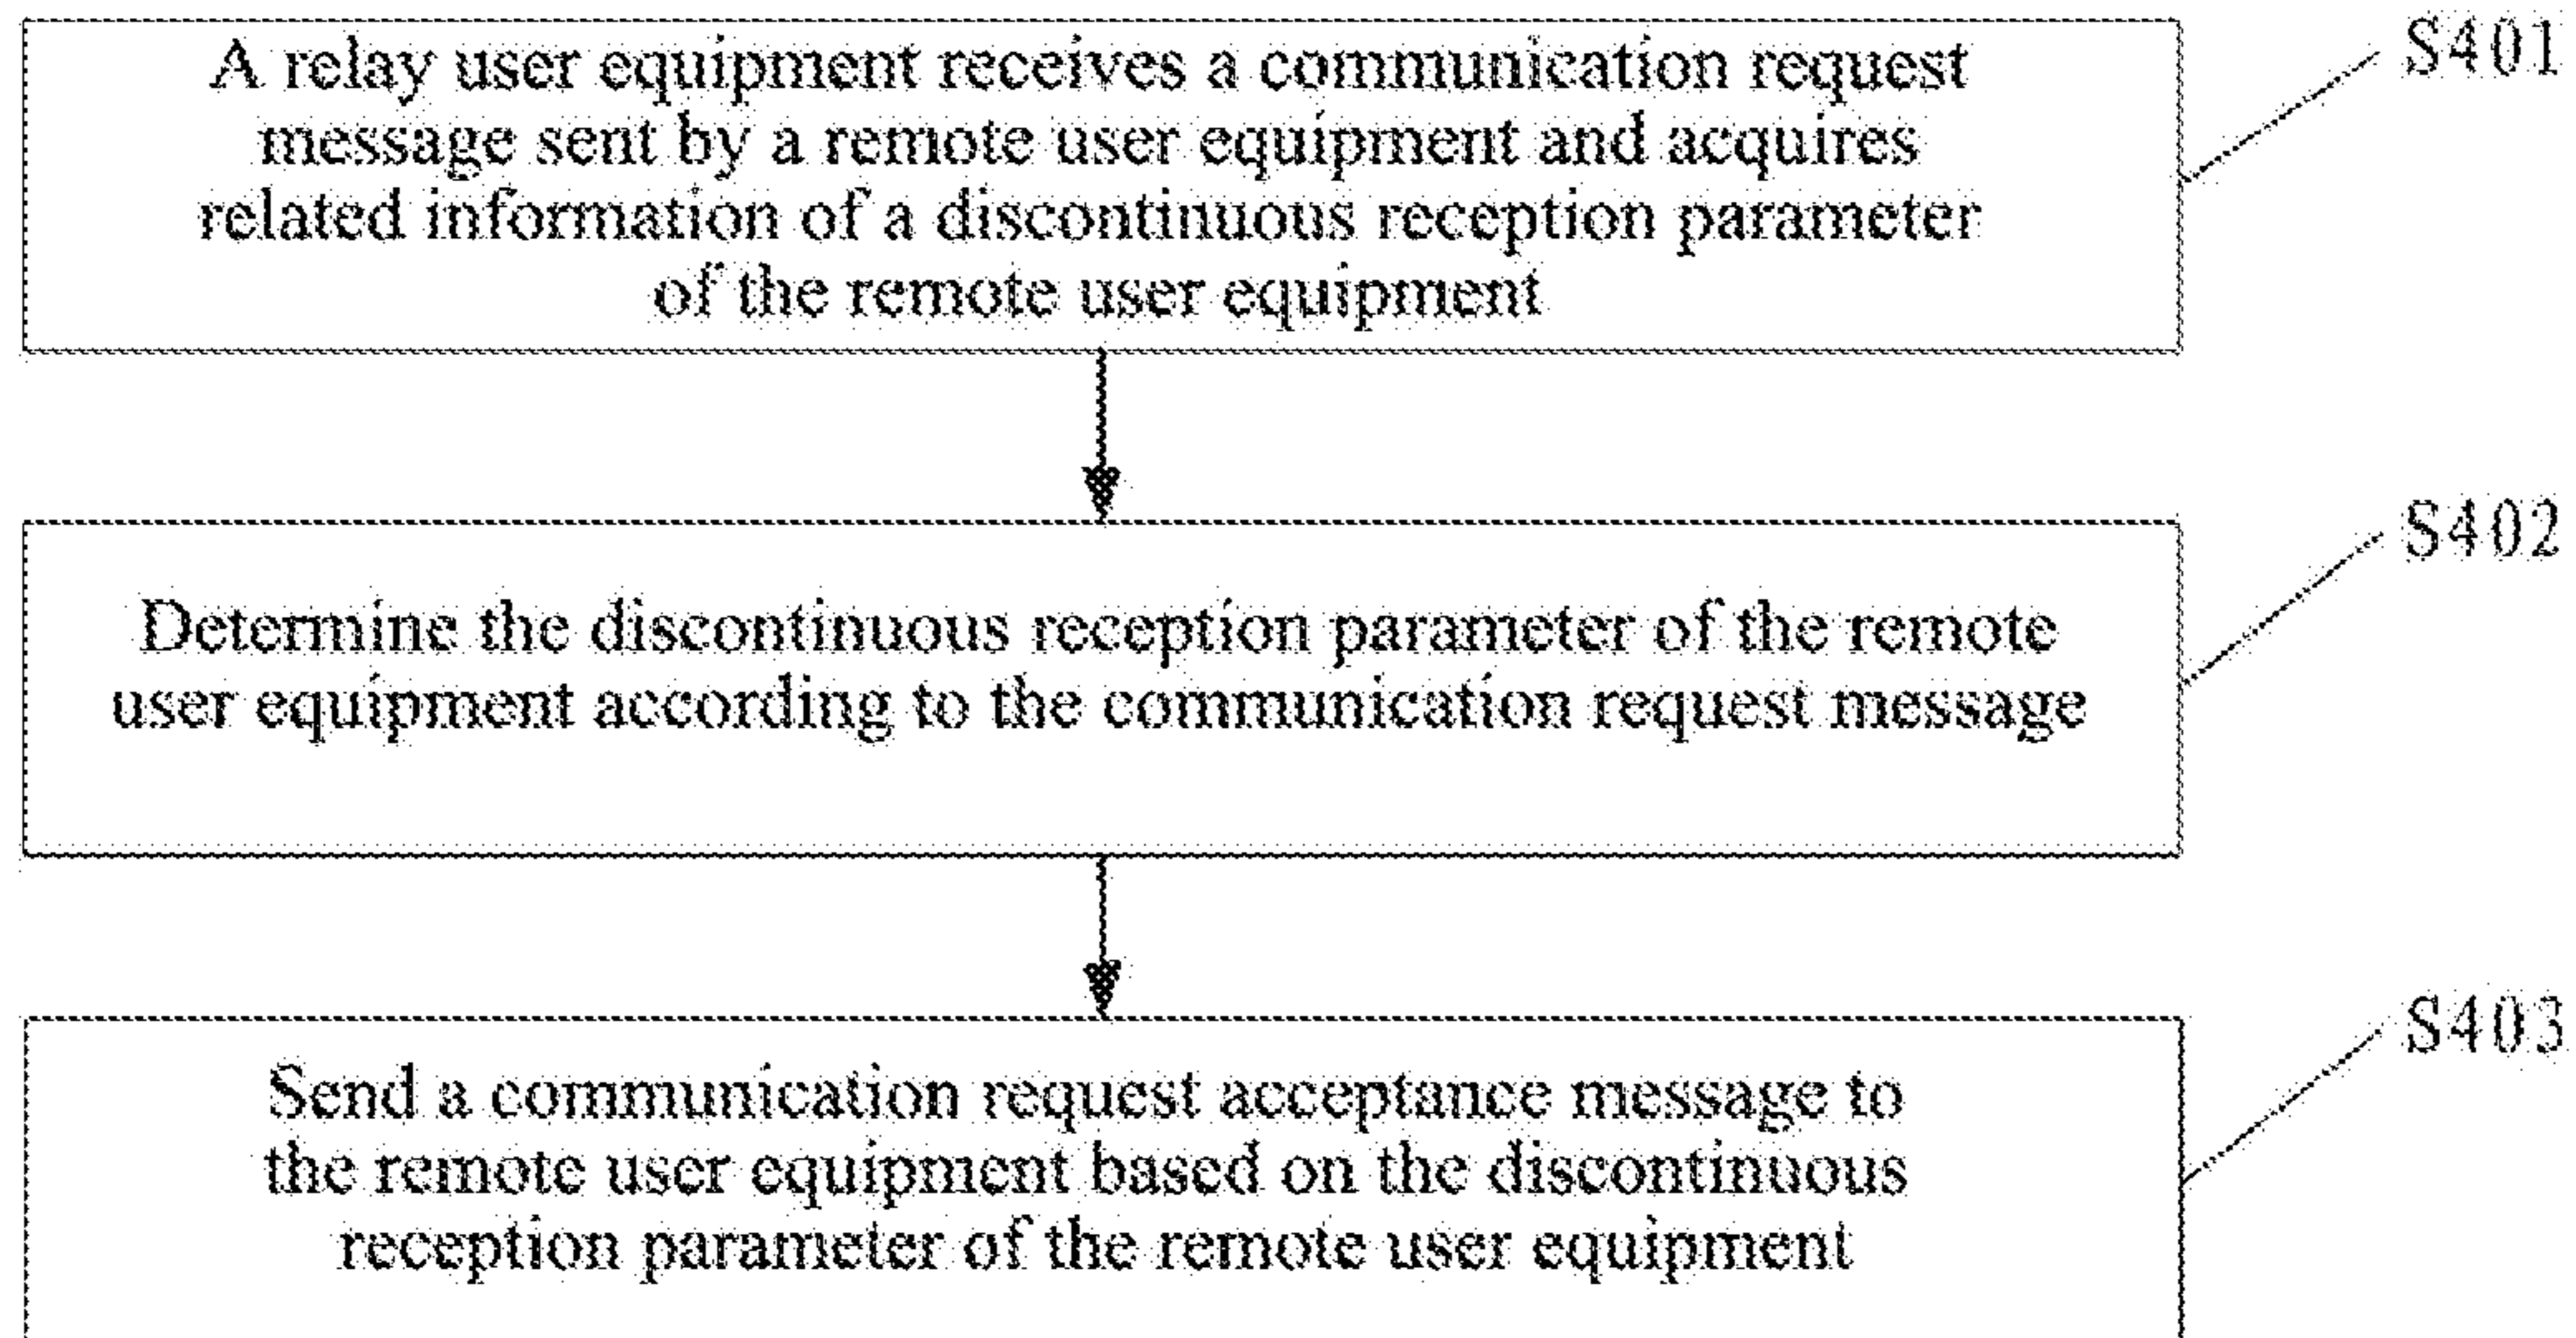 A relay user equipment receives a communication request
message sent by a remote user equipment and acquires
related information of a discontinuous reception parameter
of the remote user equipment
S401
Determine the discontinuous reception parameter of the remote
user equipment according to the communication request message
S402
Send a communication request acceptance message to
the remote user equipment based on the discontinuous
reception parameter of the remote user equipment
S403